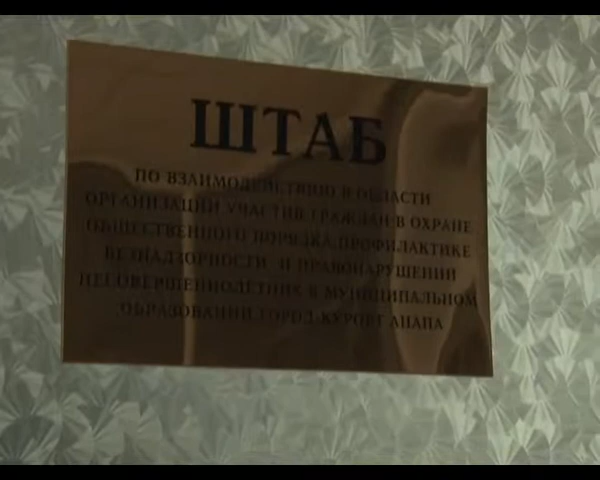 ШТАБ
ПО ВЗАИМОДЕЙСТВИЮ В ОБЛАСТИ
ОРГАНИЗАЦИИ УЧАСТИЯ ГРАЖДАН В ОХРАНЕ
ОБЩЕСТВЕННОГО ПОРЯДКА, ПРОФИЛАКТИКЕ
БЕЗНАДЗОРНОСТИ И ПРАВОНАРУШЕНИЙ
НЕСОВЕРШЕННОЛЕТНИХ В МУНИЦИПАЛЬНОМ
ОБРАЗОВАНИИ ГОРОД-КУРОРТ АНАПА